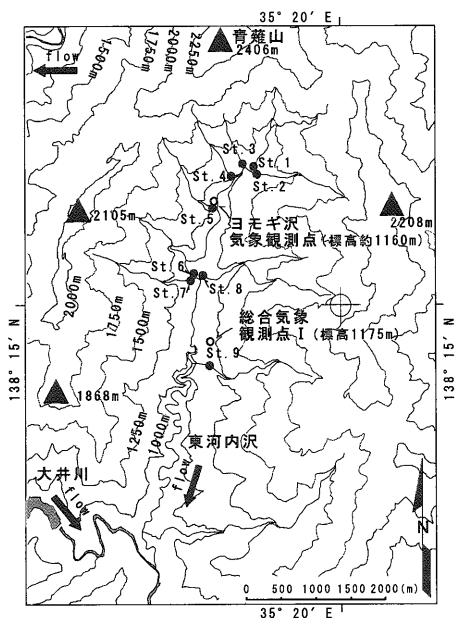 35° 20′ E
青薙山
2406m
flow
1500m
1750m
2000m
2250m
St. 3
St. 1
St. 4
St. 2
2105m
St. 5
2208m
ヨモギ沢
気象観測点(標高約1160m)
St. 6
St. 8
St. 7
2000m
1750m
1500m
総合気象
観測点Ⅰ(標高1175m)
St. 9
138° 15′ N
138° 15′ N
1868m
1250m
1000m
東河内沢
flow
大井川
flow
N
0 500 1000 1500 2000(m)
35° 20′ E